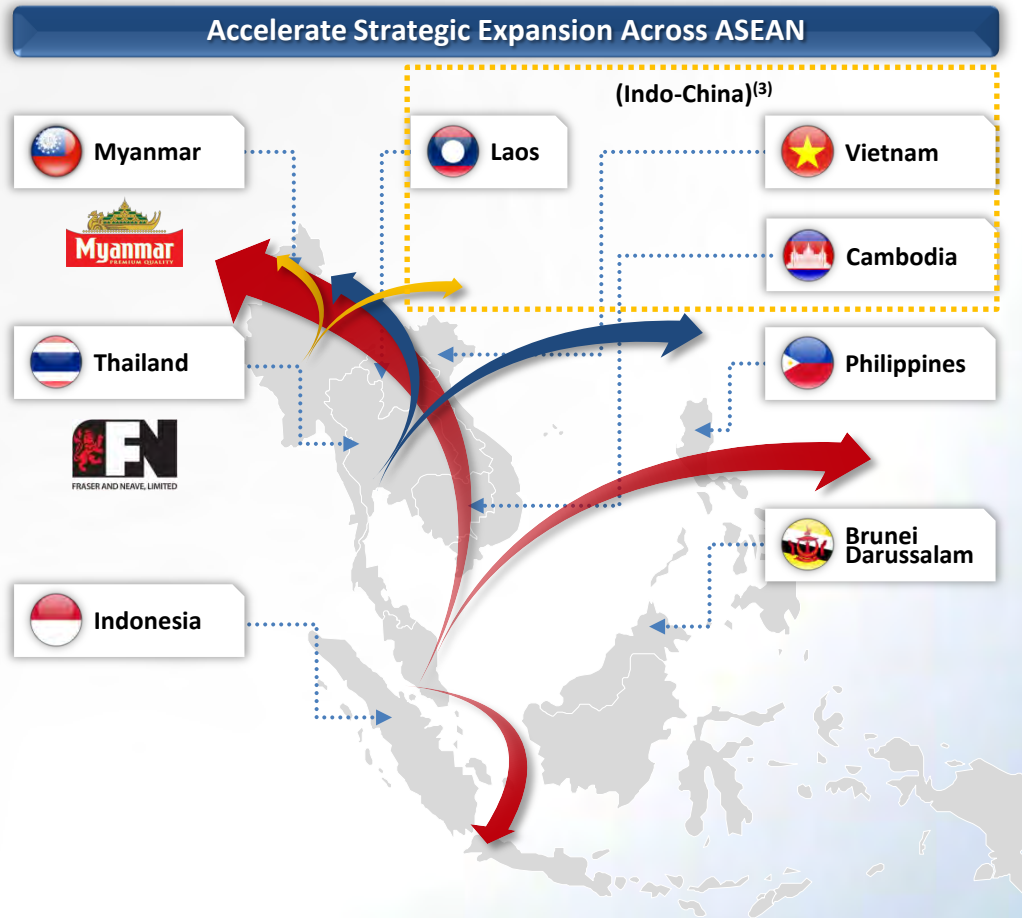 Accelerate Strategic Expansion Across ASEAN
(Indo-China)(3)
Myanmar
Laos
Vietnam
Myanmar
PREMIUM QUALITY
Cambodia
Thailand
Philippines
FN
FRASER AND NEAVE, LIMITED
Brunei
Darussalam
Indonesia